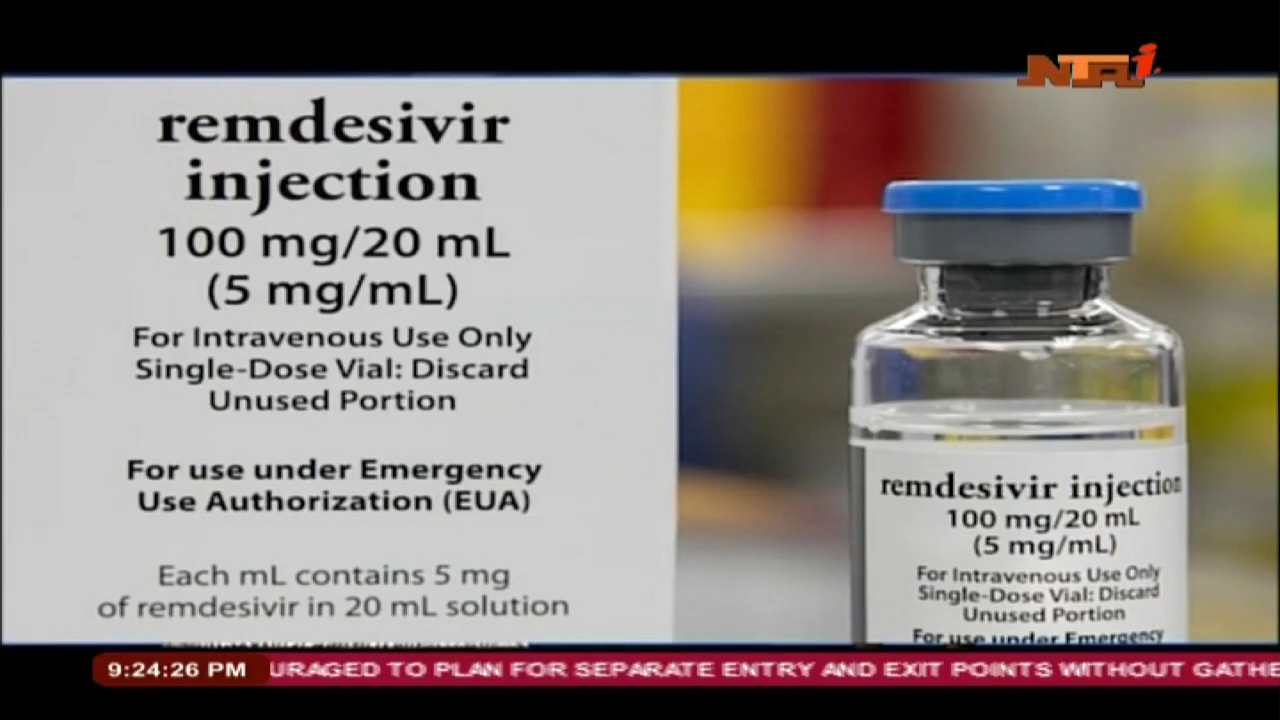 NTAi
remdesivir
injection
100 mg/20 mL
(5 mg/mL)
For Intravenous Use Only
Single-Dose Vial: Discard
Unused Portion
For use under Emergency
Use Authorization (EUA)
Each mL contains 5 mg
of remdesivir in 20 mL solution
remdesivir injection
100 mg/20 mL
(5 mg/mL)
For Intravenous Use Only
Single-Dose Vial: Discard
Unused Portion
For use under Emergency
9:24:26 PM URAGED TO PLAN FOR SEPARATE ENTRY AND EXIT POINTS WITHOUT GATHE